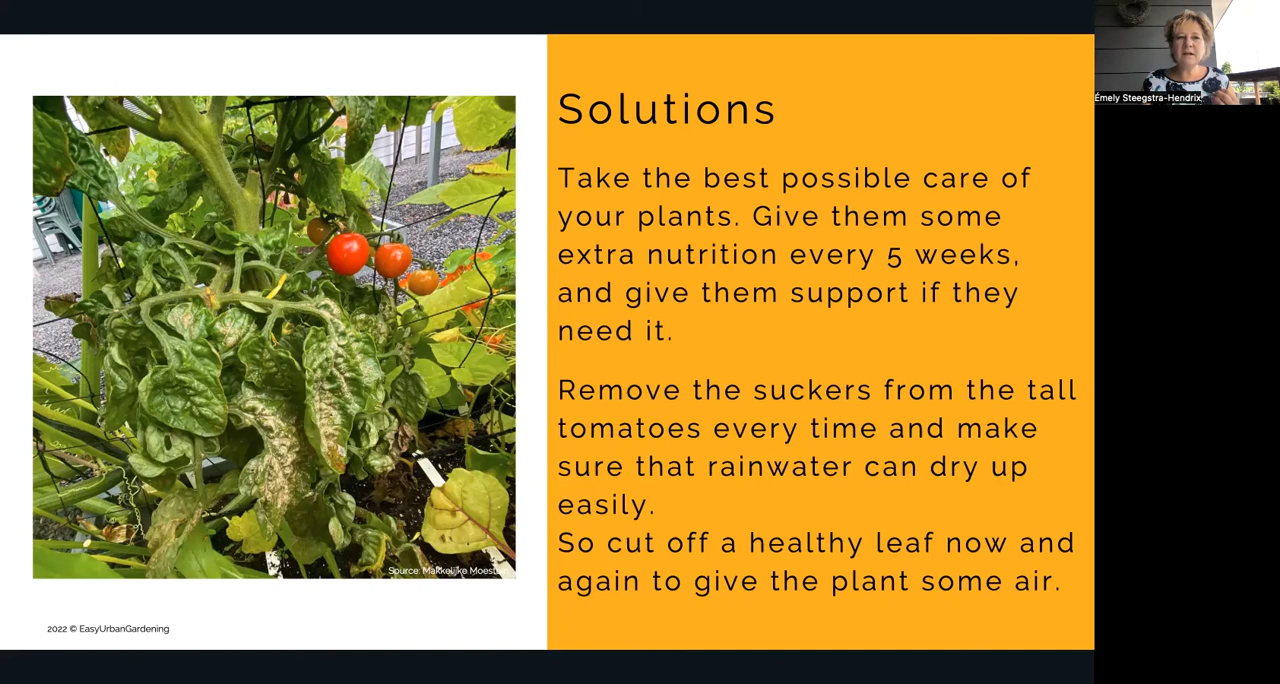 Solutions
Take the best possible care of
your plants. Give them some
extra nutrition every 5 weeks,
and give them support if they
need it.
Remove the suckers from the tall
tomatoes every time and make
sure that rainwater can dry up
easily.
So cut off a healthy leaf now and
again to give the plant some air.
Source: Makkelijke Moestuin
2022 © EasyUrbanGardening
Émely Steegstra-Hendrix